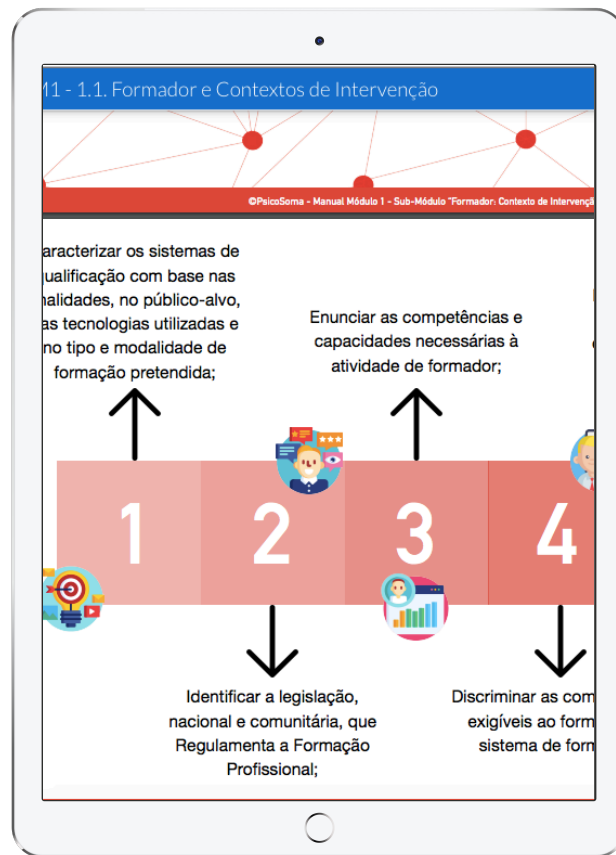 M1 - 1.1. Formador e Contextos de Intervenção
©PsicoSoma - Manual Módulo 1 - Sub-Módulo "Formador: Contexto de Intervençã
aracterizar os sistemas de
ualificação com base nas
nalidades, no público-alvo,
as tecnologias utilizadas e
no tipo e modalidade de
formação pretendida;
Enunciar as competências e
capacidades necessárias à
atividade de formador;
1
2
3
4
Identificar a legislação,
nacional e comunitária, que
Regulamenta a Formação
Profissional;
Discriminar as com
exigíveis ao form
sistema de form